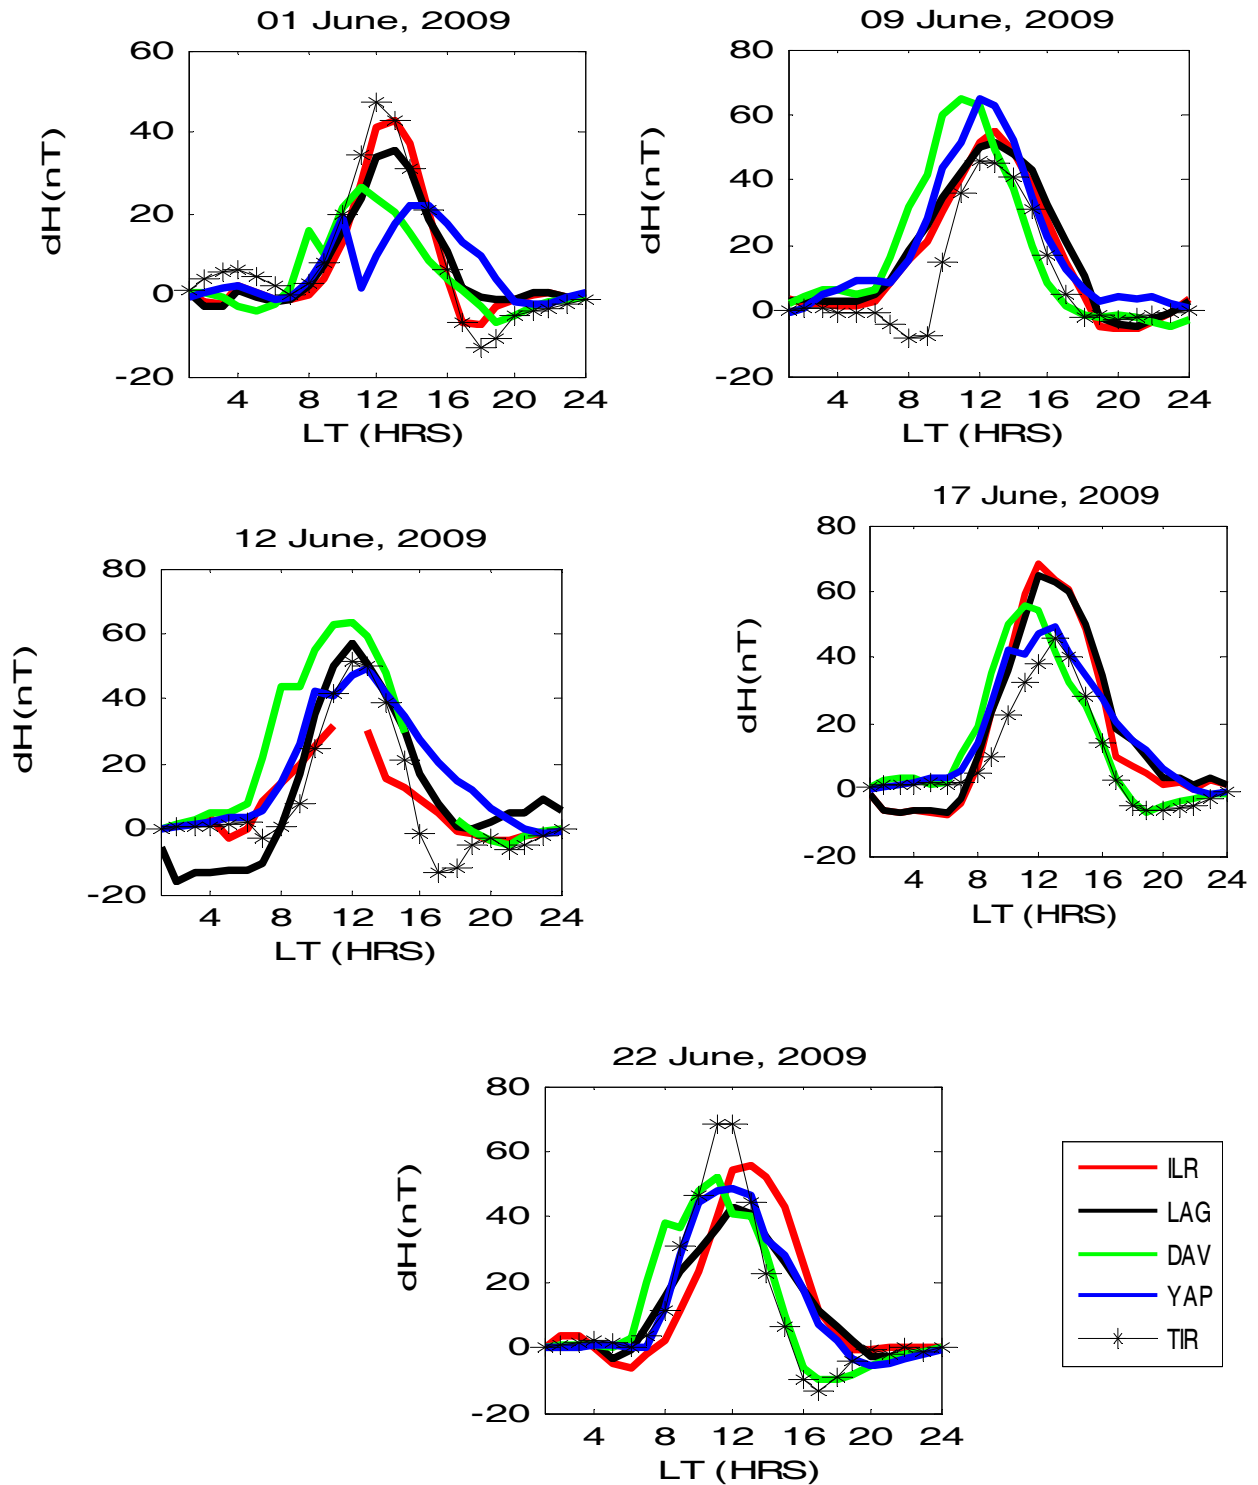 01 June, 2009
60
40
20
0
-20
dH(nT)
4 8 12 16 20 24
LT (HRS)
09 June, 2009
80
60
40
20
0
-20
dH(nT)
4 8 12 16 20 24
LT (HRS)
12 June, 2009
80
60
40
20
0
-20
dH(nT)
4 8 12 16 20 24
LT (HRS)
17 June, 2009
80
60
40
20
0
-20
dH(nT)
4 8 12 16 20 24
LT (HRS)
22 June, 2009
80
60
40
20
0
-20
dH(nT)
4 8 12 16 20 24
LT (HRS)
ILR
LAG
DAV
YAP
TIR